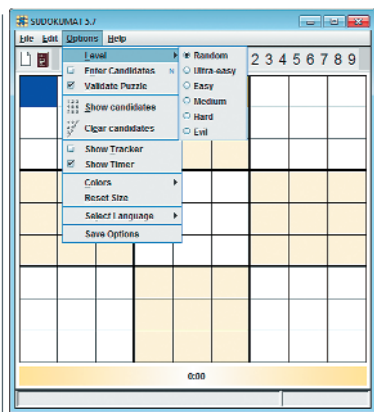 SUDOKUMAT 5.7
File Edit Options Help
Level
Enter Candidates N
Validate Puzzle
Show candidates
Clear candidates
Show Tracker
Show Timer
Colors
Reset Size
Select Language
Save Options
Random
Ultra-easy
Easy
Medium
Hard
Evil
2 3 4 5 6 7 8 9
0:00